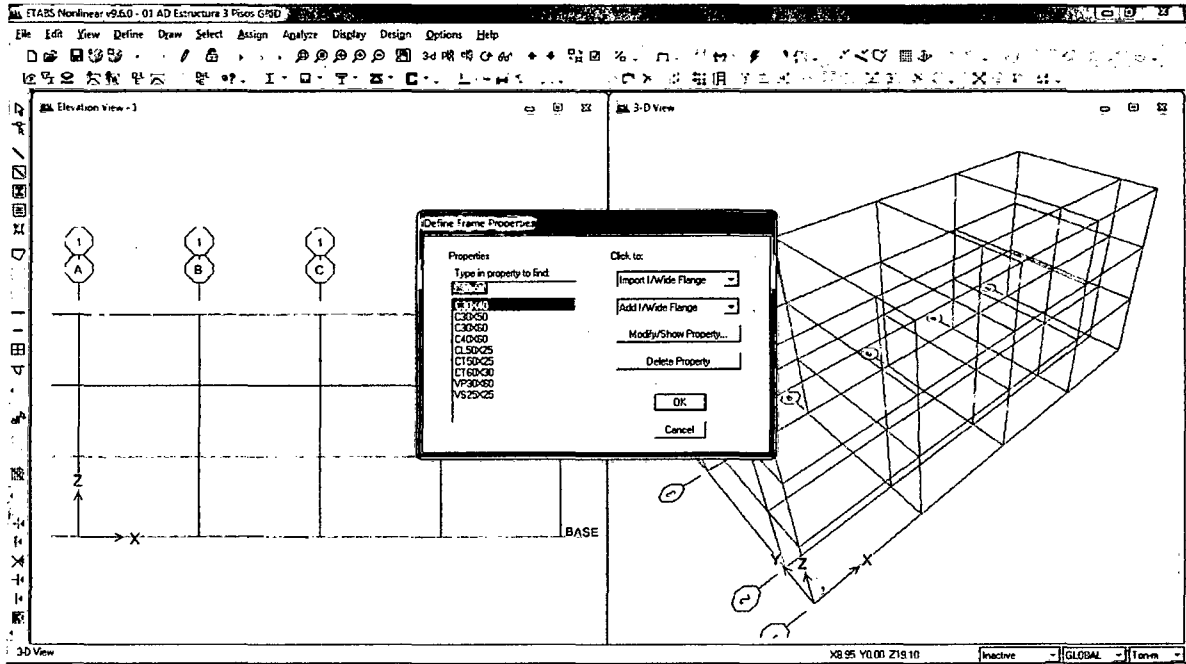 ETABS Nonlinear v9.6.0 - 01 AD Estructura 3 Pisos GRID
File Edit View Define Draw Select Assign Analyze Display Design Options Help
3-d
Elevation View - 1
3-D View
1 1 1
A B C
Z
X
BASE
Define Frame Properties
Properties
Type in property to find:
C30X40
C30X50
C30X60
C40X60
CL50X25
CT50X25
CT60X30
VP30X60
VS25X25
Click to:
Import I/Wide Flange
Add I/Wide Flange
Modify/Show Property...
Delete Property
OK
Cancel
Y Z X
2
3-D View
X8.95 Y0.00 Z19.10
Inactive
GLOBAL
Ton-m